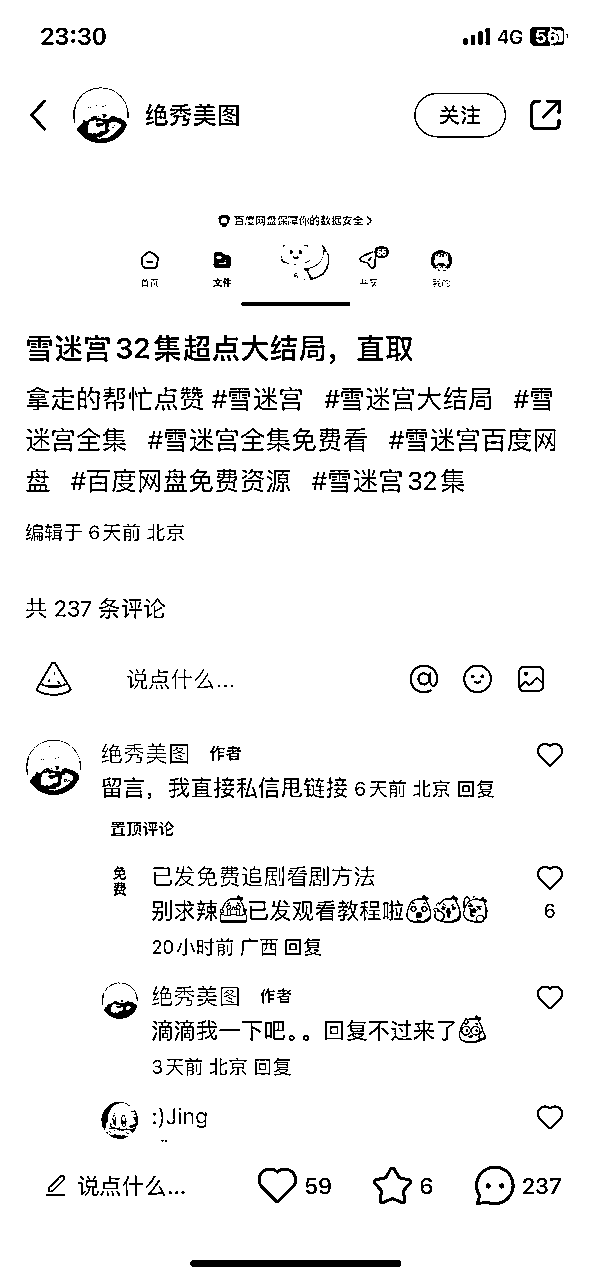 23:30
4G 56
绝秀美图
关注
百度网盘保障你的数据安全
首页 文件 共享 我的
雪迷宫32集超点大结局，直取
拿走的帮忙点赞 #雪迷宫 #雪迷宫大结局 #雪
迷宫全集 #雪迷宫全集免费看 #雪迷宫百度网
盘 #百度网盘免费资源 #雪迷宫32集
编辑于 6天前 北京
共 237 条评论
说点什么...
绝秀美图 作者
留言，我直接私信甩链接 6天前 北京 回复
置顶评论
免费
已发免费追剧看剧方法
别求辣已发观看教程啦
6
20小时前 广西 回复
绝秀美图 作者
滴滴我一下吧。。回复不过来了
3天前 北京 回复
:)Jing
说点什么...
59
6
237